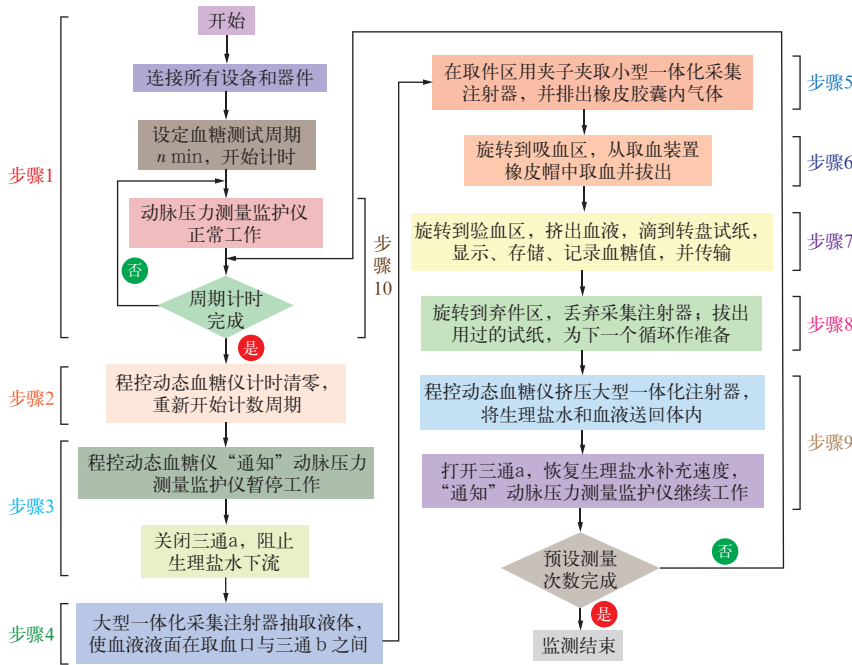 开始
步骤1
连接所有设备和器件
设定血糖测试周期
n min，开始计时
动脉压力测量监护仪
正常工作
步骤10
否
周期计时
完成
是
步骤2
程控动态血糖仪计时清零，
重新开始计数周期
步骤3
程控动态血糖仪“通知”动脉压力
测量监护仪暂停工作
关闭三通a，阻止
生理盐水下流
步骤4
大型一体化采集注射器抽取液体，
使血液液面在取血口与三通b之间
在取件区用夹子夹取小型一体化采集
注射器，并排出橡皮胶囊内气体
步骤5
旋转到吸血区，从取血装置
橡皮帽中取血并拔出
步骤6
旋转到验血区，挤出血液，滴到转盘试纸，
显示、存储、记录血糖值，并传输
步骤7
旋转到弃件区，丢弃采集注射器；拔出
用过的试纸，为下一个循环作准备
步骤8
程控动态血糖仪挤压大型一体化注射器，
将生理盐水和血液送回体内
步骤9
打开三通a，恢复生理盐水补充速度，
“通知”动脉压力测量监护仪继续工作
预设测量
次数完成
否
是
监测结束